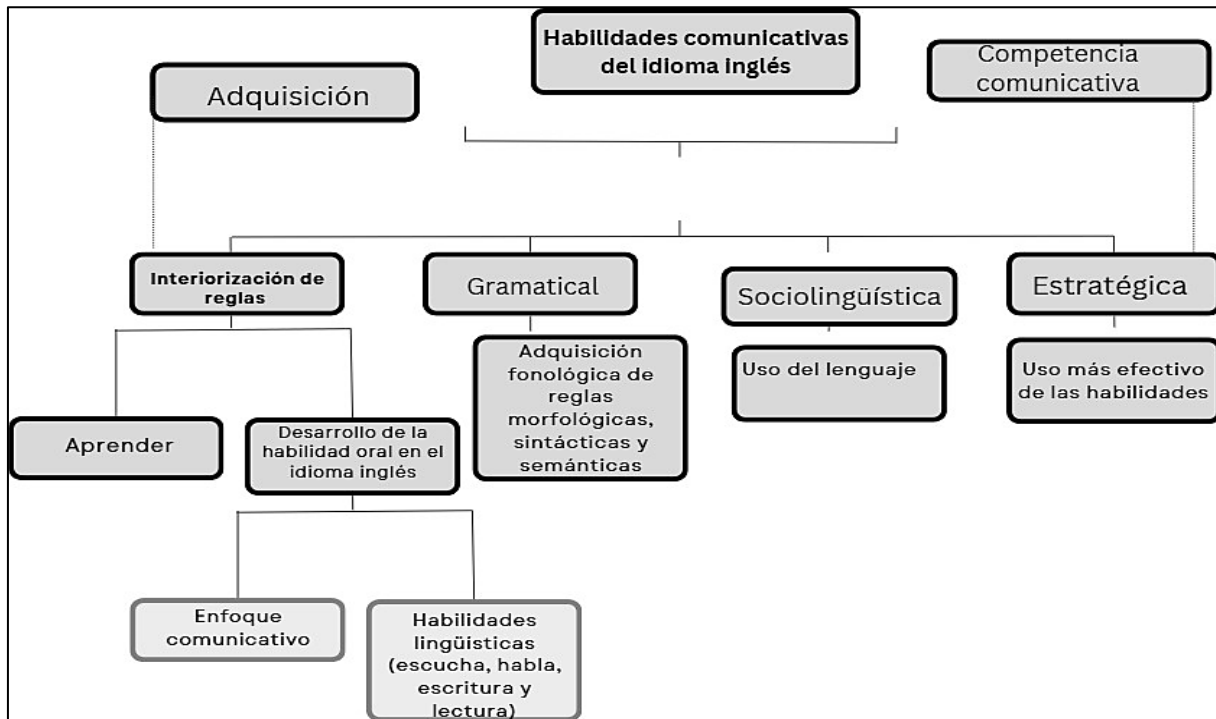 Habilidades comunicativas
del idioma inglés
Adquisición
Competencia
comunicativa
Interiorización de
reglas
Gramatical
Sociolingüística
Estratégica
Aprender
Desarrollo de la
habilidad oral en el
idioma inglés
Adquisición
fonológica de
reglas
morfológicas,
sintácticas y
semánticas
Uso del lenguaje
Uso más efectivo
de las habilidades
Enfoque
comunicativo
Habilidades
lingüisticas
(escucha, habla,
escritura y
lectura)